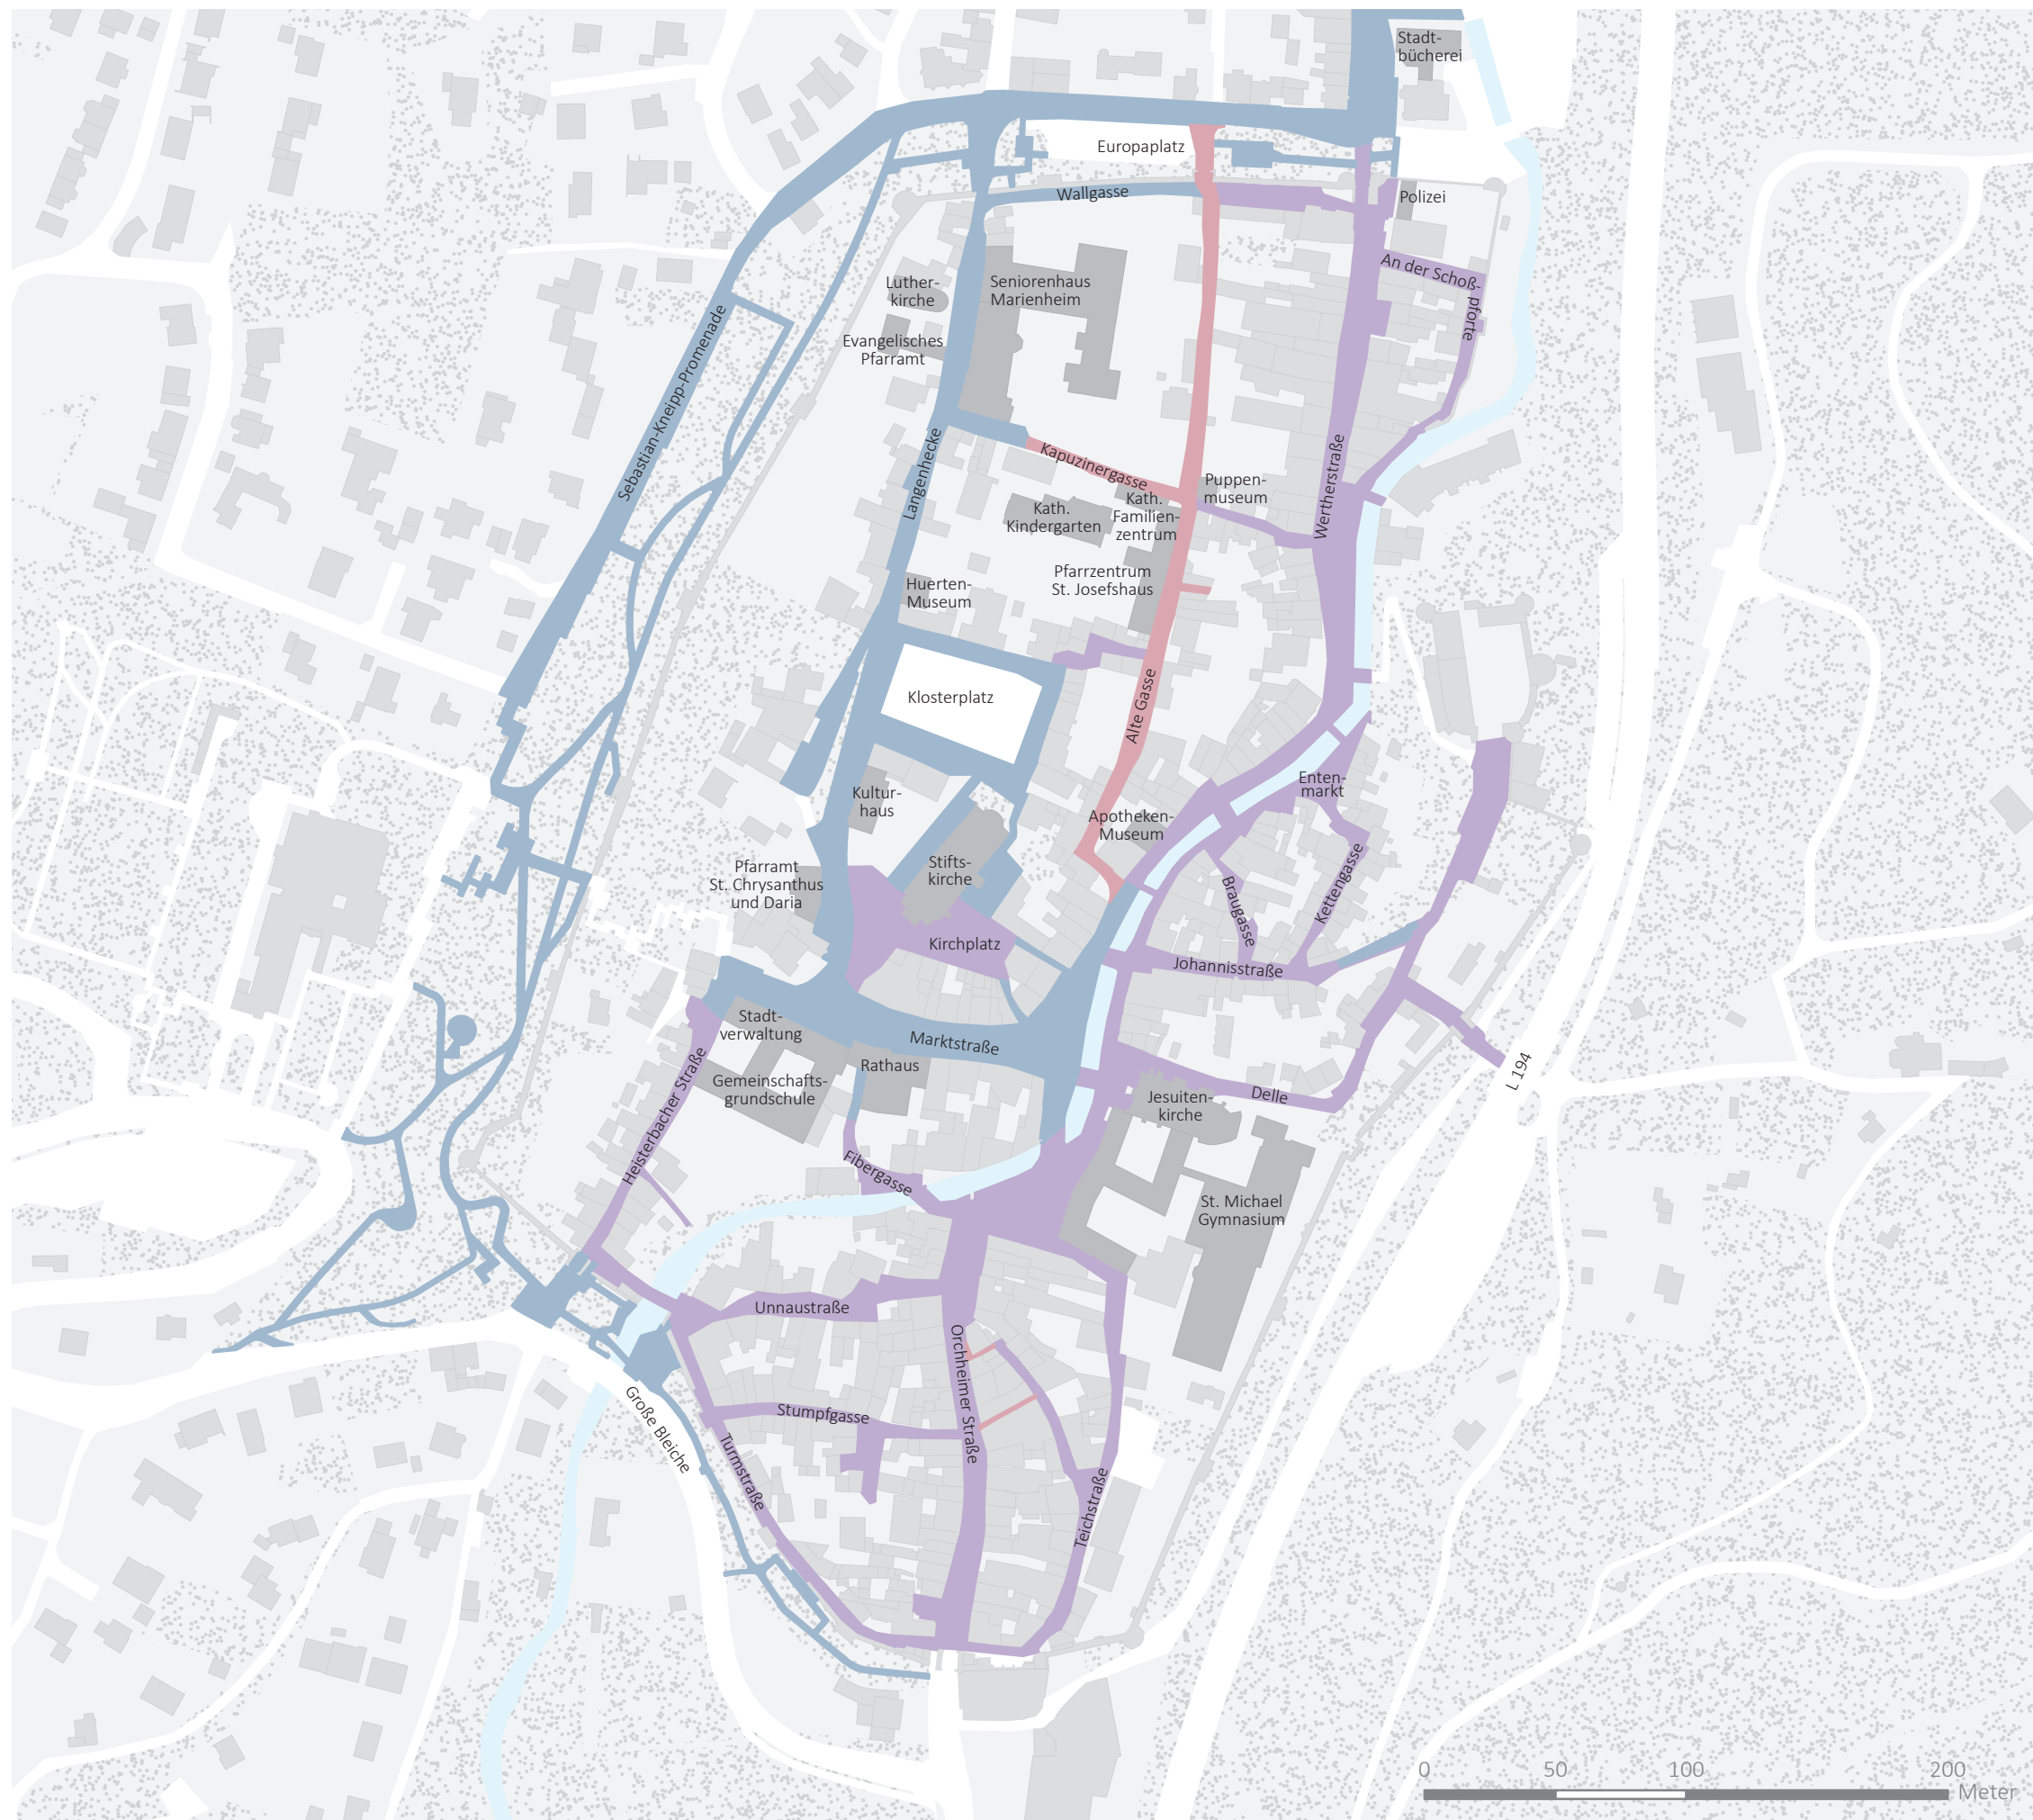 Stadt-
bücherei
Europaplatz
Wallgasse
Polizei
An der Schoß-
pforte
Luther-
kirche
Seniorenhaus
Marienheim
Evangelisches
Pfarramt
Sebastian-Kneipp-Promenade
Langenhecke
Kapuzinergasse
Wertherstraße
Puppen-
museum
Kath.
Kindergarten
Kath.
Familien-
zentrum
Pfarrzentrum
St. Josefshaus
Huerten-
Museum
Klosterplatz
Alte Gasse
Enten-
markt
Kultur-
haus
Apotheken-
Museum
Pfarramt
St. Chrysanthus
und Daria
Stifts-
kirche
Braugasse
Kettengasse
Kirchplatz
Johannisstraße
Stadt-
verwaltung
Marktstraße
Rathaus
L 194
Gemeinschafts-
grundschule
Heisterbacher Straße
Delle
Jesuiten-
kirche
Fibergasse
St. Michael
Gymnasium
Unnaustraße
Orchheimer Straße
Große Bleiche
Stumpfgasse
Turmstraße
Teichstraße
0 50 100 200
Meter